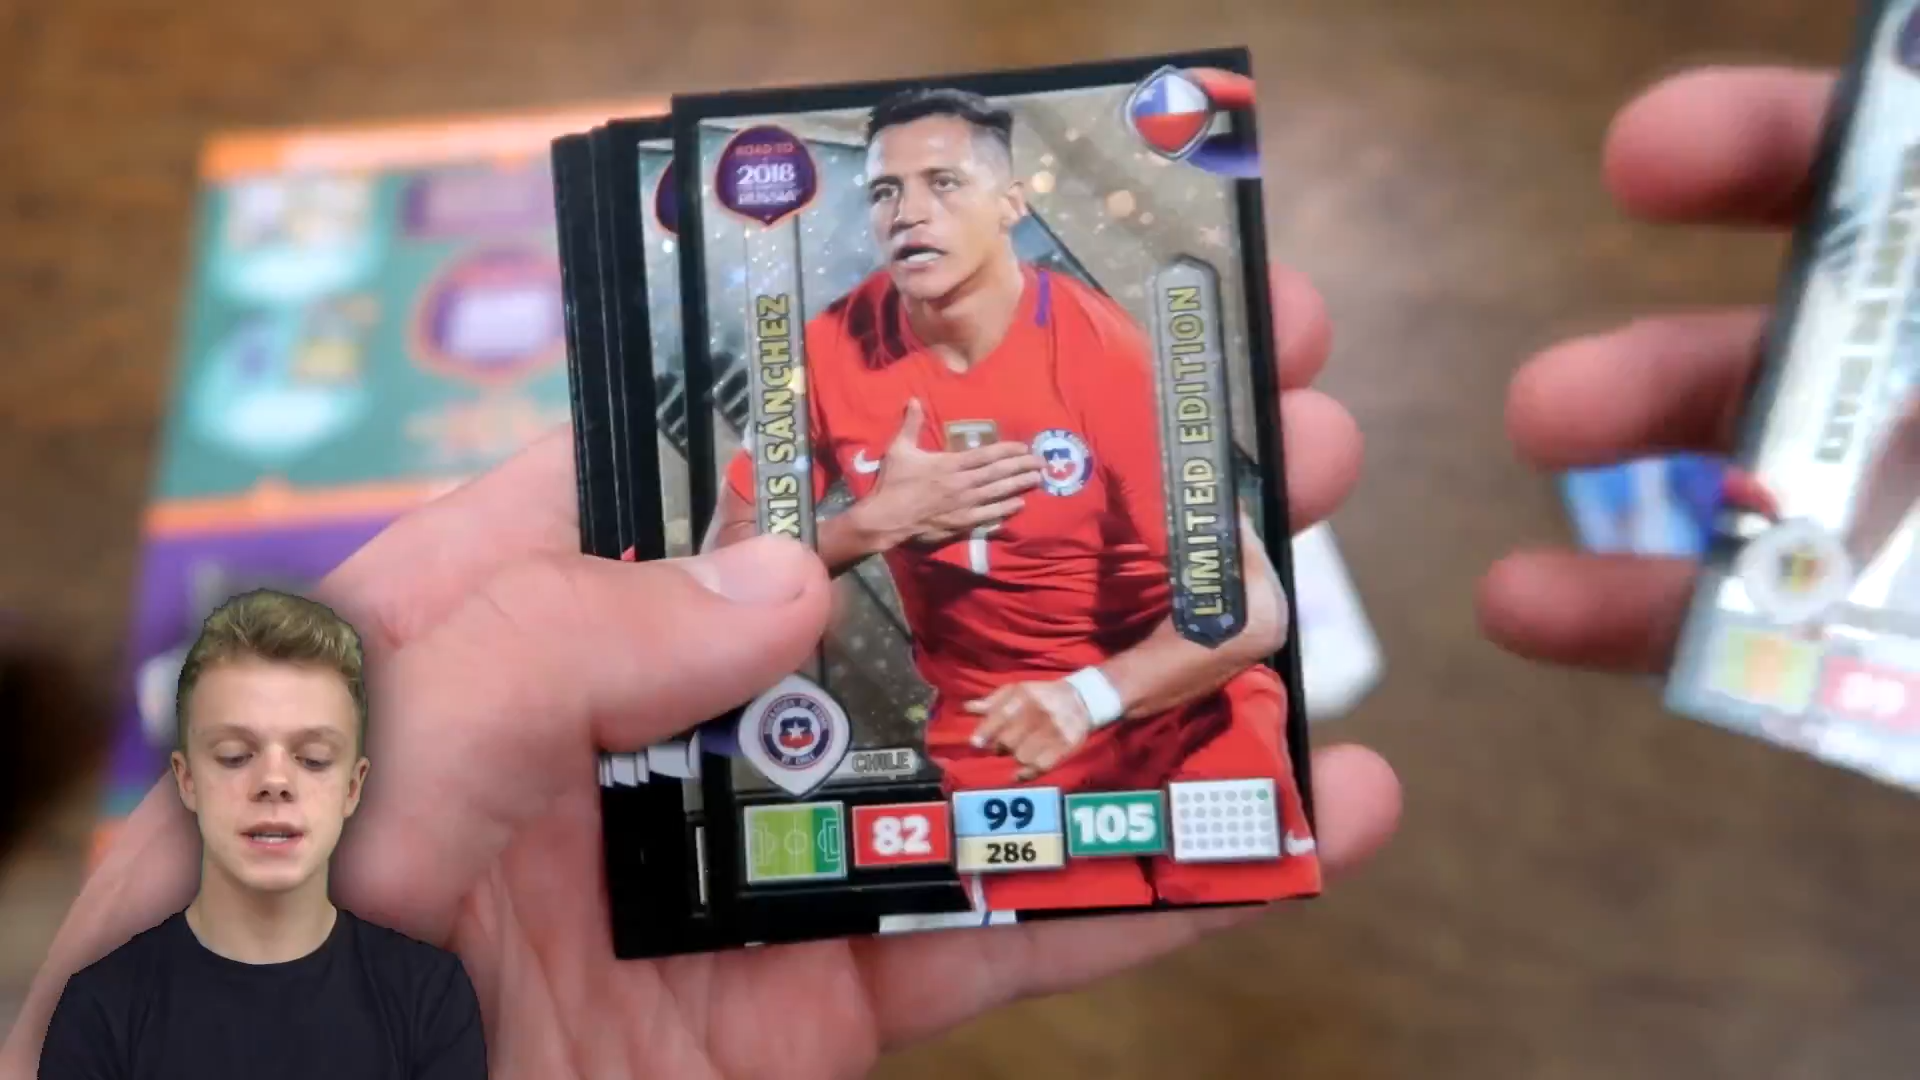 ROAD TO
2018
RUSSIA
XIS SÁNCHEZ
LIMITED EDITION
CHILE
82
99
286
105